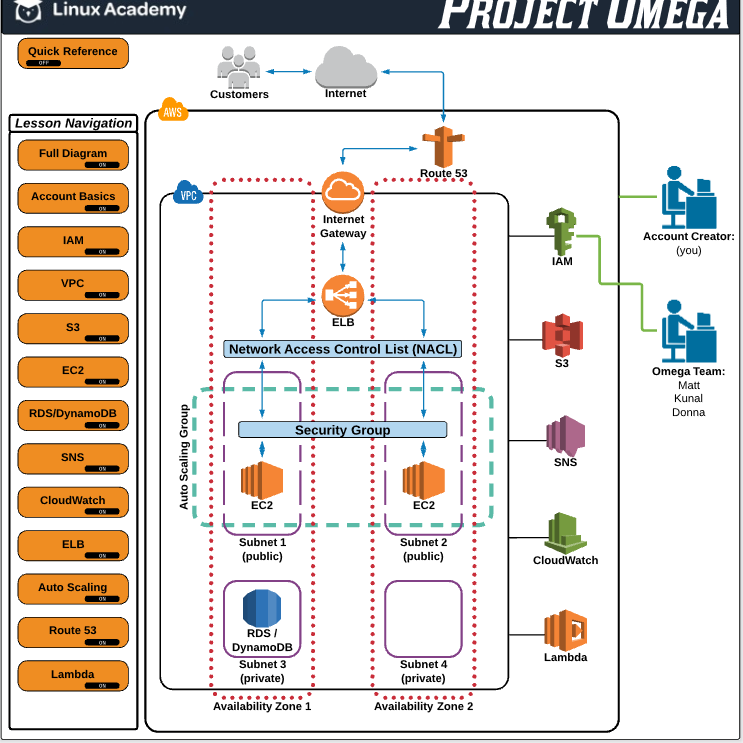 Linux Academy
PROJECT OMEGA
Quick Reference
OFF
Customers
Internet
AWS
Lesson Navigation
Full Diagram
ON
Account Basics
ON
IAM
ON
VPC
ON
S3
ON
EC2
ON
RDS/DynamoDB
ON
SNS
ON
CloudWatch
ON
ELB
ON
Auto Scaling
ON
Route 53
ON
Lambda
ON
Route 53
VPC
Internet
Gateway
ELB
Network Access Control List (NACL)
Auto Scaling Group
Security Group
EC2
EC2
Subnet 1
(public)
Subnet 2
(public)
RDS /
DynamoDB
Subnet 3
(private)
Subnet 4
(private)
Availability Zone 1
Availability Zone 2
IAM
S3
SNS
CloudWatch
Lambda
Account Creator:
(you)
Omega Team:
Matt
Kunal
Donna